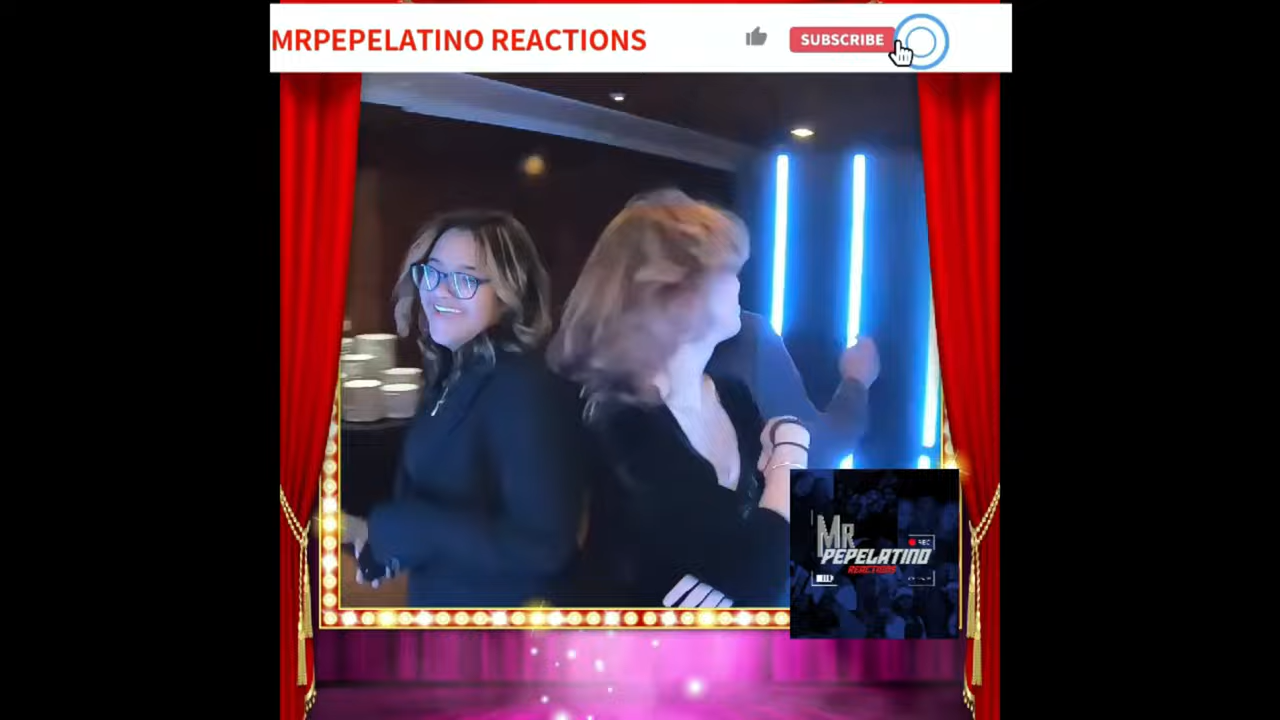 MRPEPELATINO REACTIONS
SUBSCRIBE
MR
PEPELATINO
REACTIONS
REC